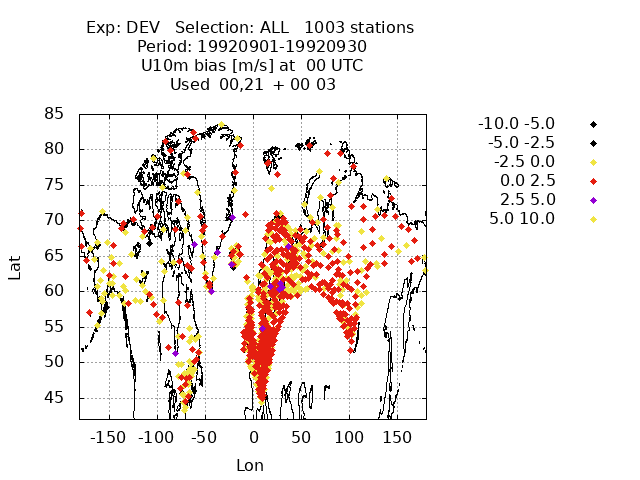 Exp: DEV   Selection: ALL   1003 stations
Period: 19920901-19920930
U10m bias [m/s] at  00 UTC
Used  00,21  + 00 03
-10.0 -5.0
-5.0 -2.5
-2.5 0.0
0.0 2.5
2.5 5.0
5.0 10.0
85
80
75
70
65
60
55
50
45
Lat
-150 -100 -50 0 50 100 150
Lon